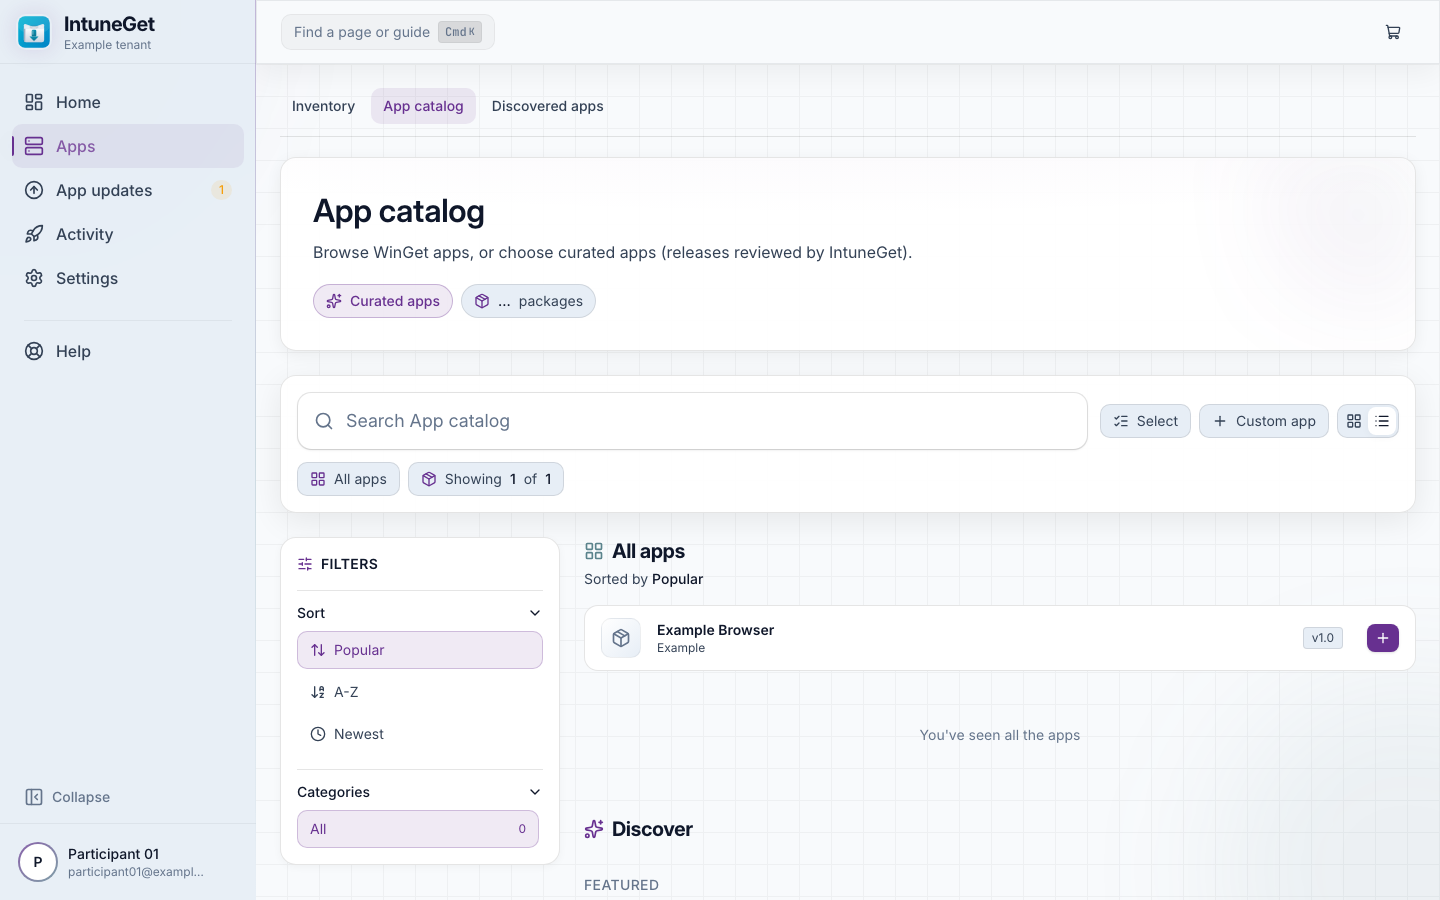 IntuneGet
Example tenant
Home
Apps
App updates 1
Activity
Settings
Help
Collapse
P
Participant 01
participant01@exampl...
Find a page or guide Cmd K
Inventory App catalog Discovered apps
App catalog
Browse WinGet apps, or choose curated apps (releases reviewed by IntuneGet).
Curated apps ... packages
Search App catalog
Select Custom app
All apps Showing 1 of 1
FILTERS
Sort
Popular
A-Z
Newest
Categories
All 0
All apps
Sorted by Popular
Example Browser
Example
v1.0
You've seen all the apps
Discover
FEATURED